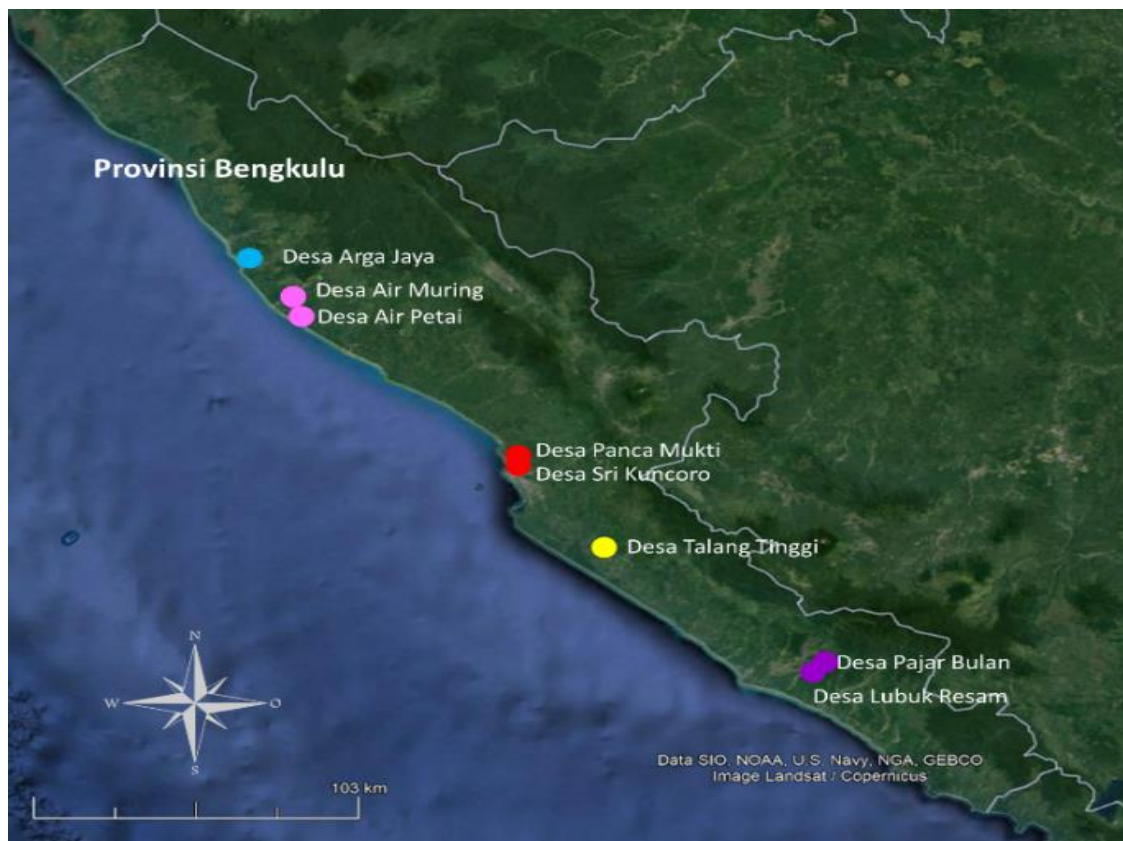 Provinsi Bengkulu
Desa Arga Jaya
Desa Air Muring
Desa Air Petai
Desa Panca Mukti
Desa Sri Kuncoro
Desa Talang Tinggi
Desa Pajar Bulan
Desa Lubuk Resam
N
W
O
S
Data SIO, NOAA, U.S. Navy, NGA, GEBCO
Image Landsat / Copernicus
103 km